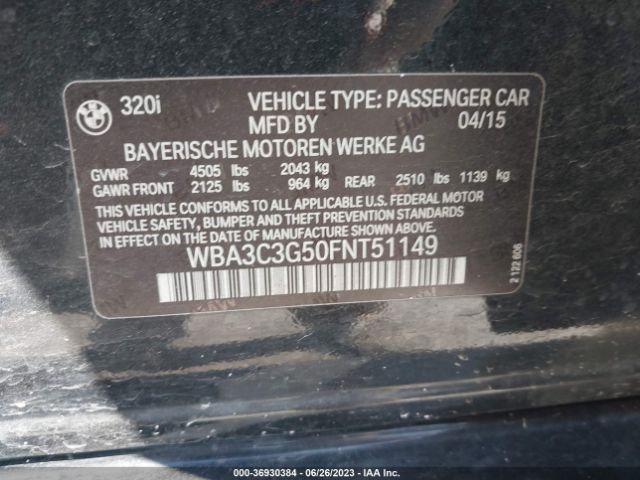 320i VEHICLE TYPE: PASSENGER CAR
MFD BY 04/15
BAYERISCHE MOTOREN WERKE AG
GVWR 4505 lbs 2043 kg
GAWR FRONT 2125 lbs 964 kg REAR 2510 lbs 1139 kg
THIS VEHICLE CONFORMS TO ALL APPLICABLE U.S. FEDERAL MOTOR
VEHICLE SAFETY, BUMPER AND THEFT PREVENTION STANDARDS
IN EFFECT ON THE DATE OF MANUFACTURE SHOWN ABOVE.
WBA3C3G50FNT51149
2 122 606
000-36930384 - 06/26/2023 - IAA Inc.